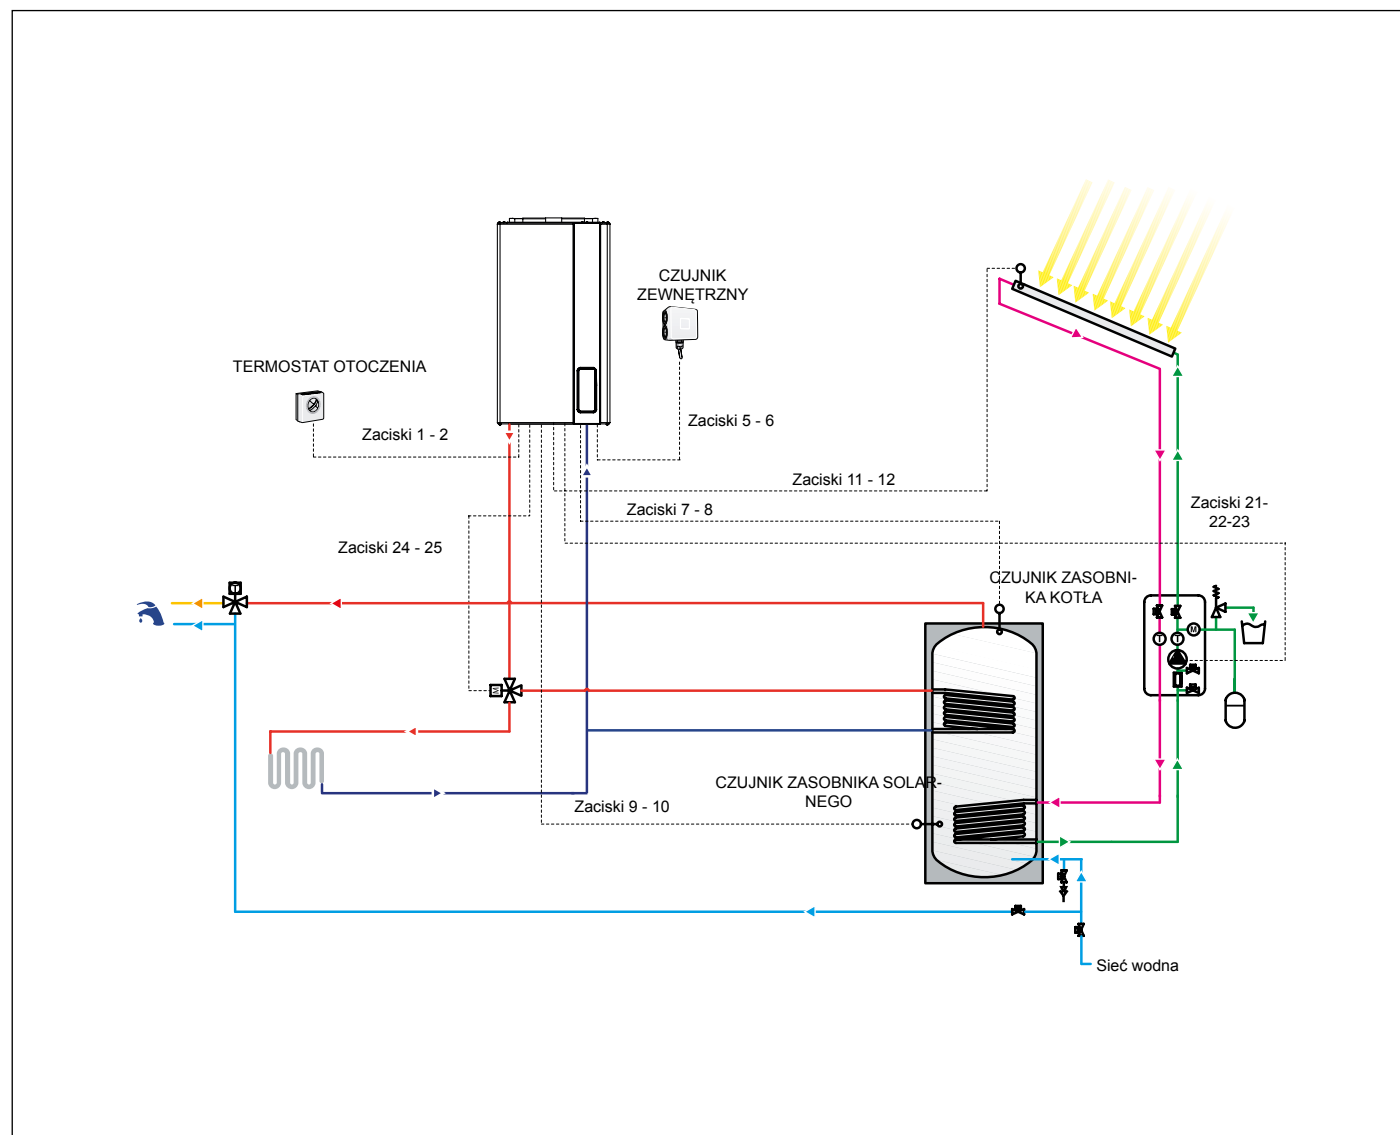 CZUJNIK
ZEWNĘTRZNY
TERMOSTAT OTOCZENIA
Zaciski 5 - 6
Zaciski 1 - 2
Zaciski 11 - 12
Zaciski 7 - 8
Zaciski 21-
22-23
Zaciski 24 - 25
CZUJNIK ZASOBNI-
KA KOTŁA
T
M
T
T
M
CZUJNIK ZASOBNIKA SOLAR-
NEGO
Zaciski 9 - 10
Sieć wodna